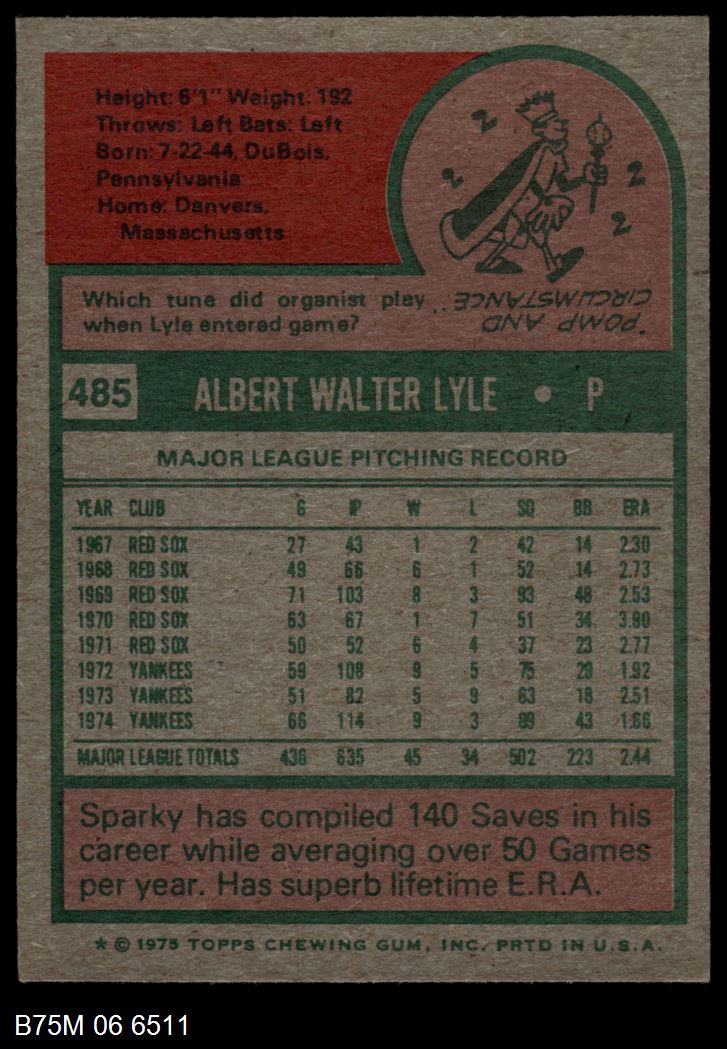 Height: 6'1" Weight: 192
Throws: Left Bats: Left
Born: 7-22-44, DuBois,
Pennsylvania
Home: Danvers,
Massachusetts
2
2
2
2
Which tune did organist play
when Lyle entered game?
"POMP AND
CIRCUMSTANCE"
485 ALBERT WALTER LYLE • P
MAJOR LEAGUE PITCHING RECORD
YEAR CLUB G IP W L SO BB ERA
1967 RED SOX 27 43 1 2 42 14 2.30
1968 RED SOX 49 66 6 1 52 14 2.73
1969 RED SOX 71 103 8 3 93 48 2.53
1970 RED SOX 63 67 1 7 51 34 3.90
1971 RED SOX 50 52 6 4 37 23 2.77
1972 YANKEES 59 108 9 5 75 29 1.92
1973 YANKEES 51 82 5 9 63 18 2.51
1974 YANKEES 66 114 9 3 89 43 1.66
MAJOR LEAGUE TOTALS 436 635 45 34 502 223 2.44
Sparky has compiled 140 Saves in his
career while averaging over 50 Games
per year. Has superb lifetime E.R.A.
* © 1975 TOPPS CHEWING GUM, INC. PRTD IN U.S.A.
B75M 06 6511